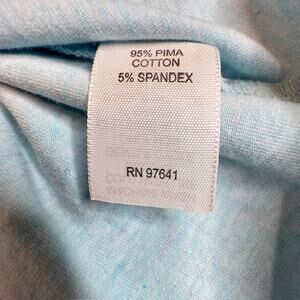 95% PIMA
COTTON
5% SPANDEX
RN 97641